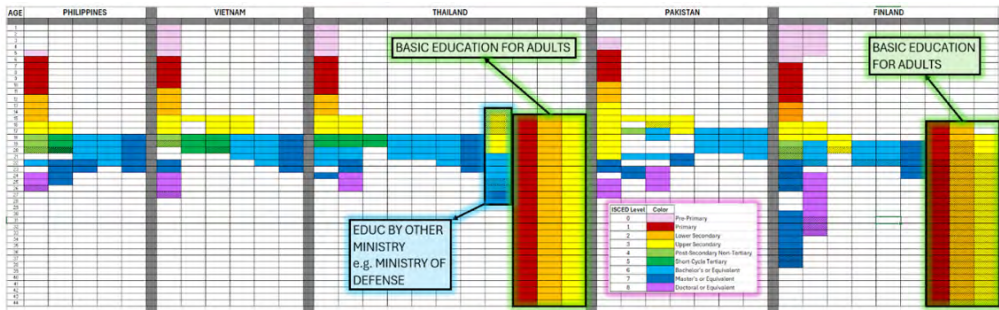 AGE PHILIPPINES VIETNAM THAILAND PAKISTAN FINLAND
BASIC EDUCATION FOR ADULTS
BASIC EDUCATION
FOR ADULTS
EDUC BY OTHER
MINISTRY
e.g. MINISTRY OF
DEFENSE
ISCED Level Color
0 Pre-Primary
1 Primary
2 Lower Secondary
3 Upper Secondary
4 Post-Secondary Non-Tertiary
5 Short-Cycle Tertiary
6 Bachelor's or Equivalent
7 Master's or Equivalent
8 Doctoral or Equivalent